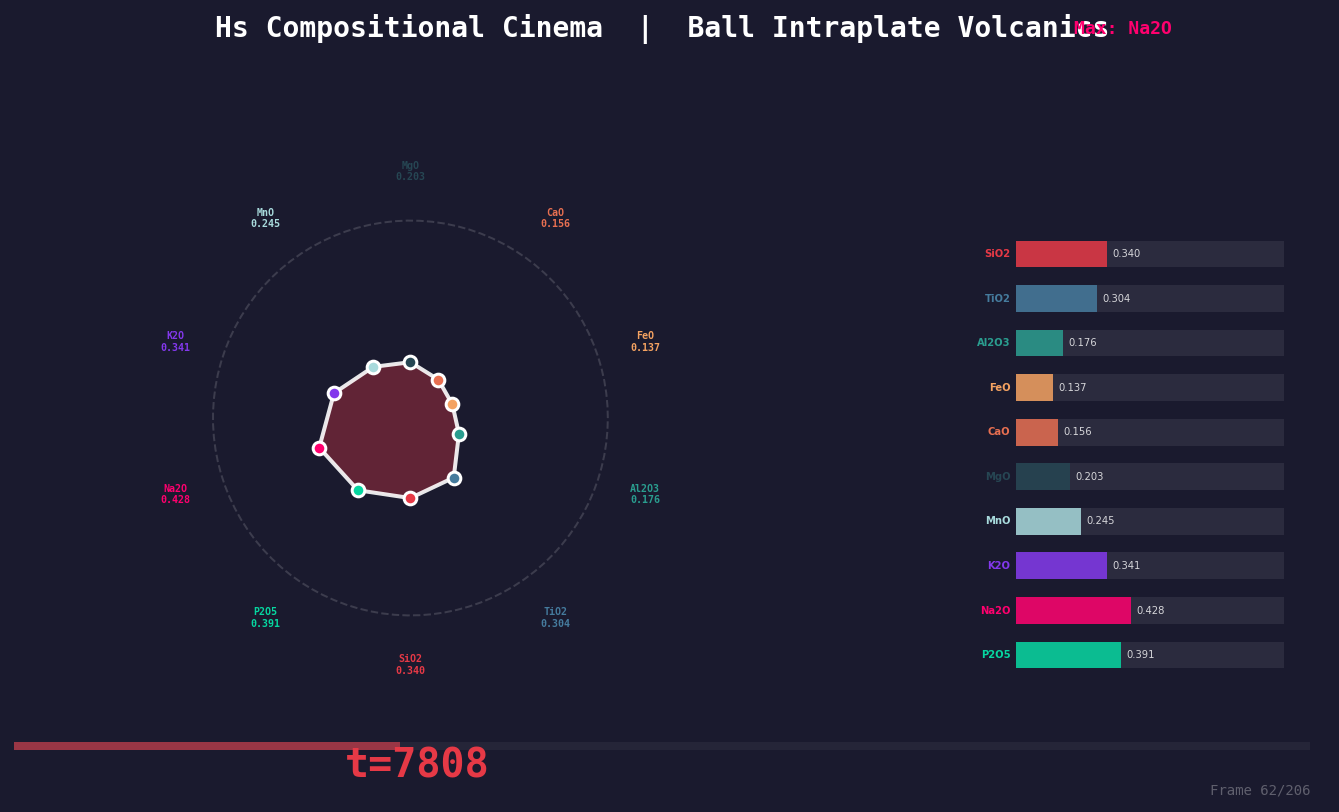 Hs Compositional Cinema | Ball Intraplate Volcanics
Max: Na2O
MgO
0.203
MnO
0.245
CaO
0.156
K2O
0.341
FeO
0.137
Na2O
0.428
Al2O3
0.176
P2O5
0.391
TiO2
0.304
SiO2
0.340
SiO2 0.340
TiO2 0.304
Al2O3 0.176
FeO 0.137
CaO 0.156
MgO 0.203
MnO 0.245
K2O 0.341
Na2O 0.428
P2O5 0.391
t=7808
Frame 62/206